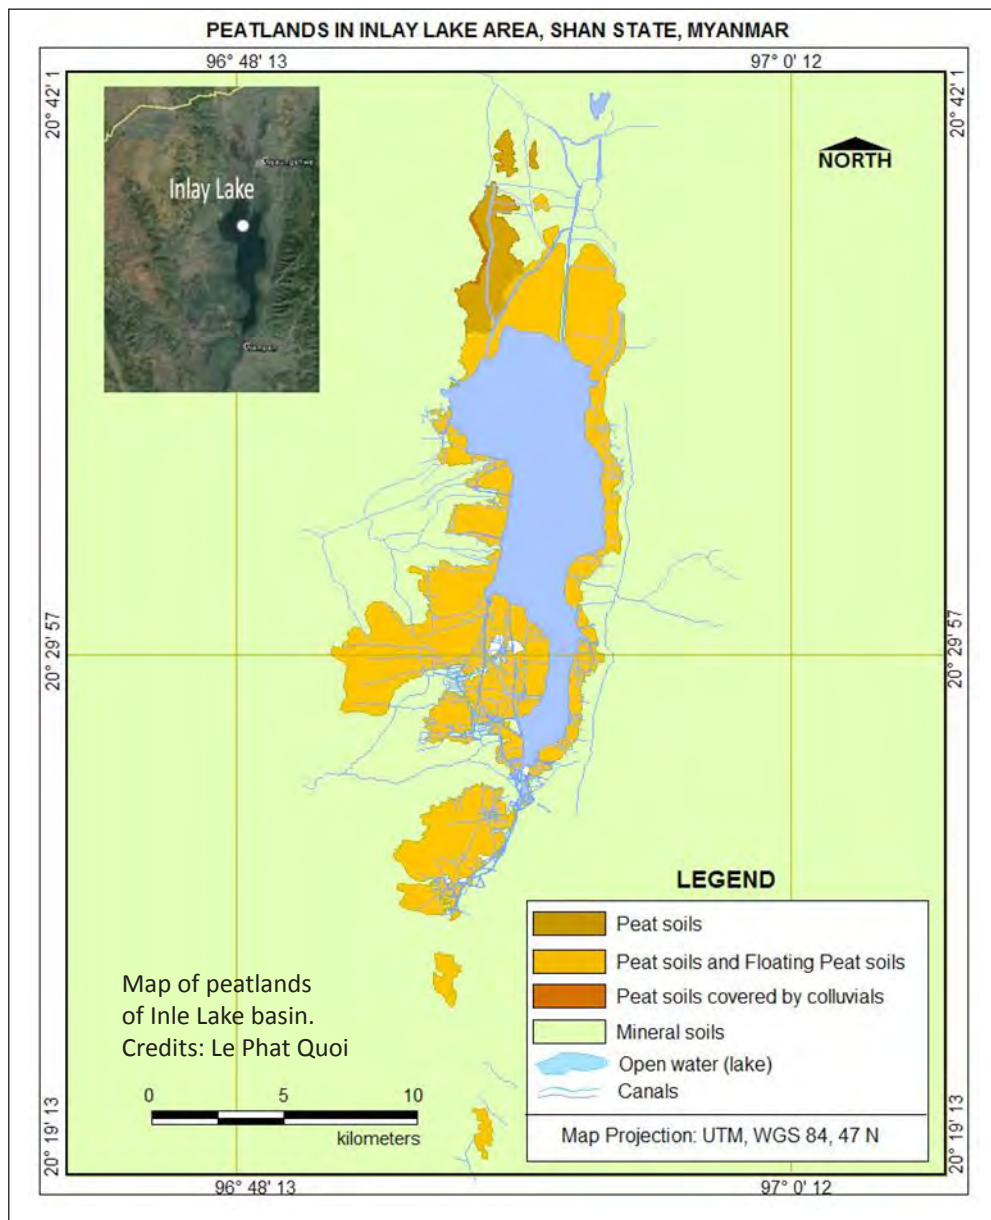 PEATLANDS IN INLAY LAKE AREA, SHAN STATE, MYANMAR
96° 48' 13
97° 0' 12
20° 42' 1
20° 42' 1
Inlay Lake
NORTH
20° 29' 57
20° 29' 57
LEGEND
Peat soils
Peat soils and Floating Peat soils
Peat soils covered by colluvials
Mineral soils
Open water (lake)
Canals
Map Projection: UTM, WGS 84, 47 N
Map of peatlands
of Inle Lake basin.
Credits: Le Phat Quoi
0 5 10
kilometers
20° 19' 13
20° 19' 13
96° 48' 13
97° 0' 12